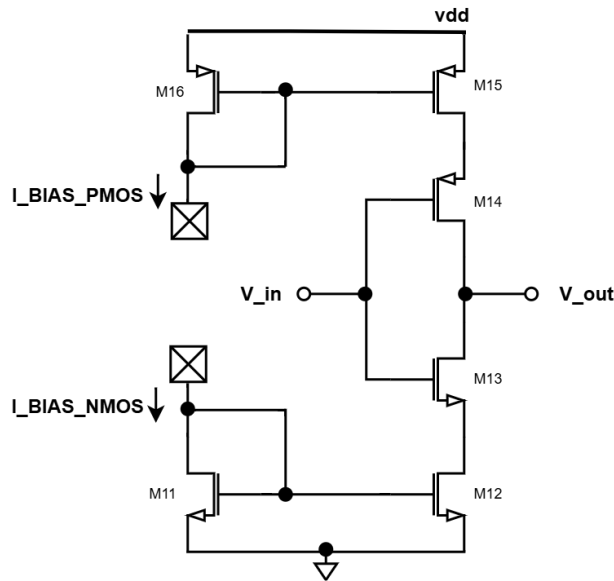 vdd
M16
M15
I_BIAS_PMOS
M14
V_in
V_out
M13
I_BIAS_NMOS
M11
M12